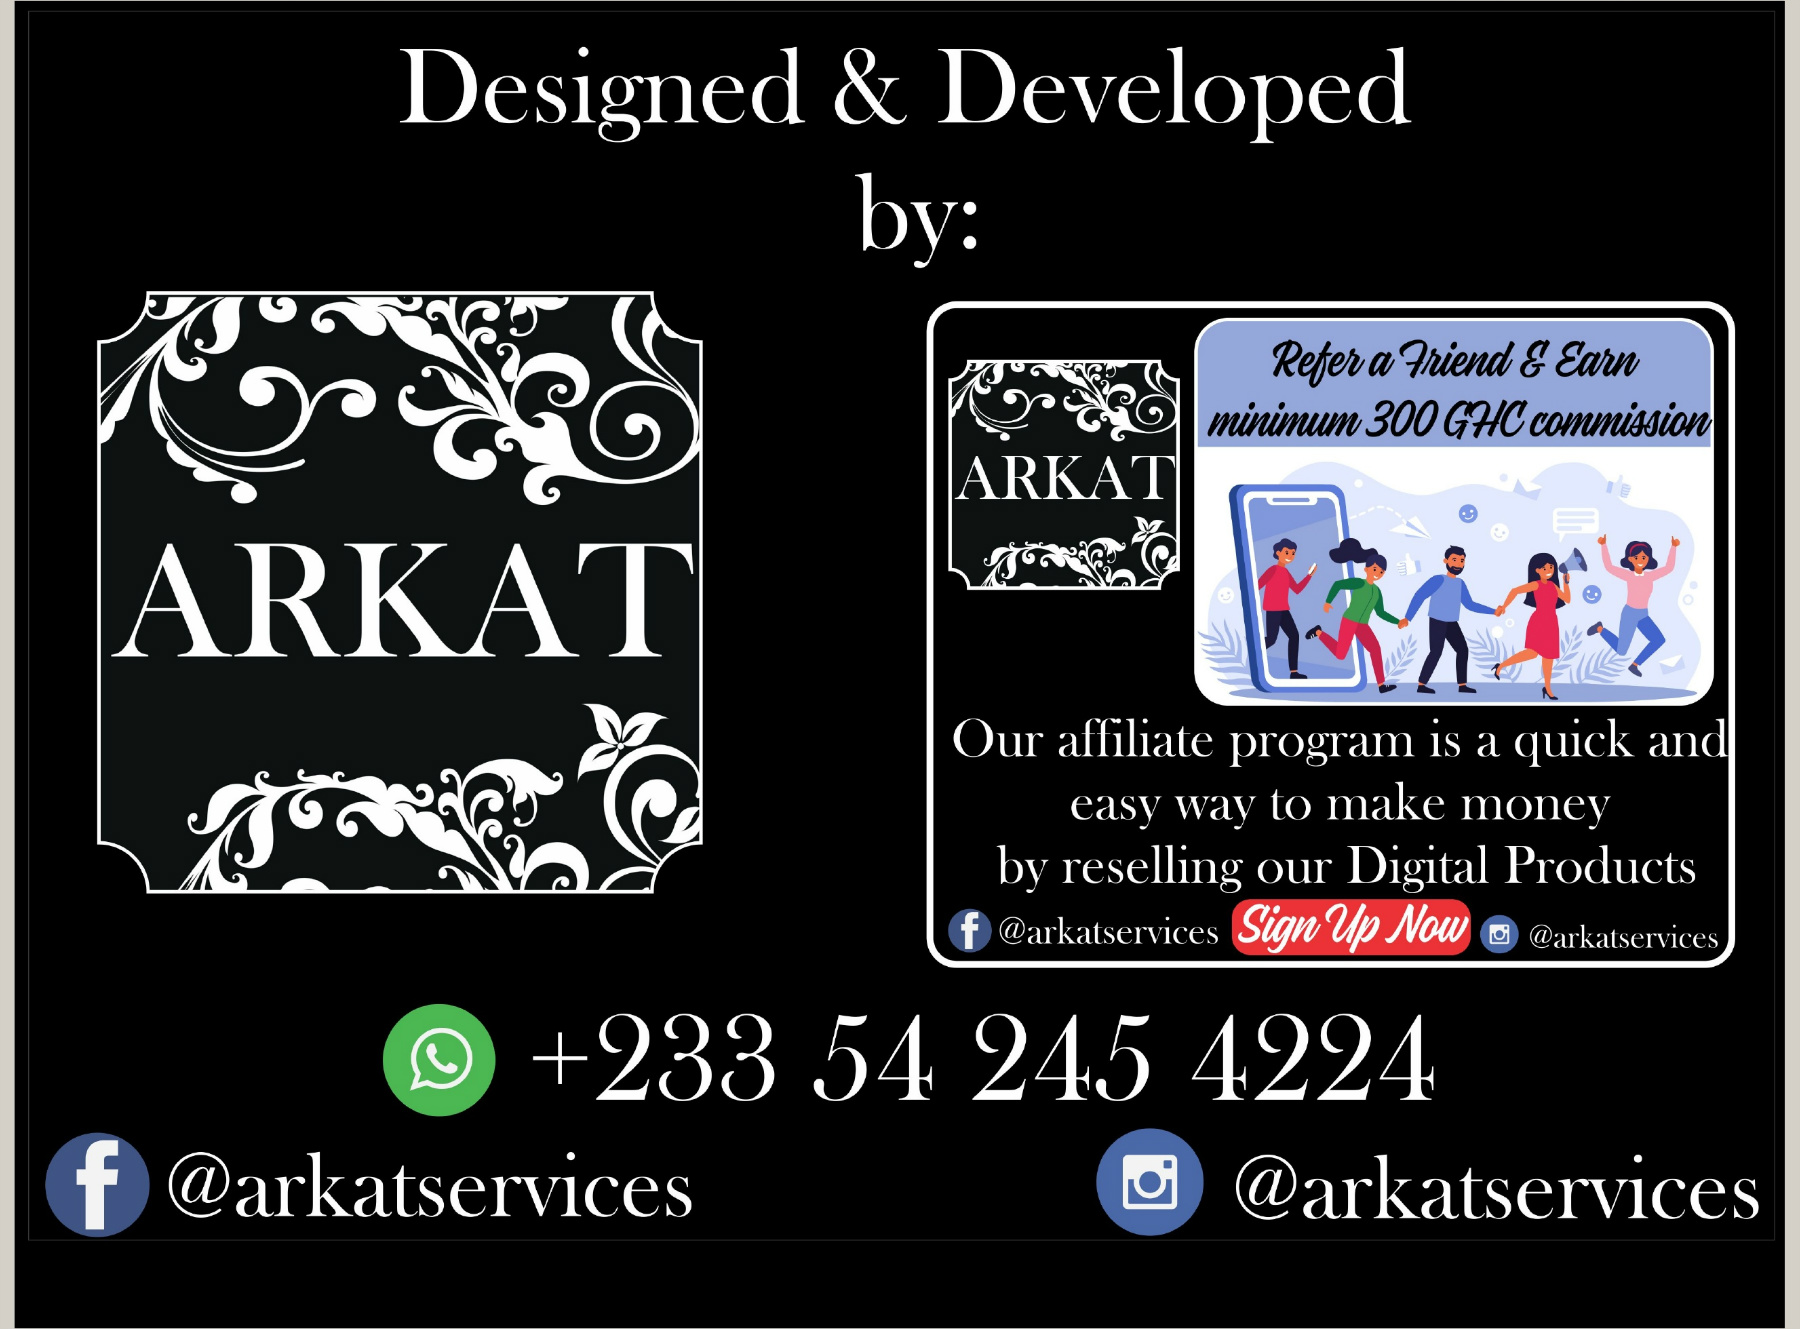 Designed & Developed
by:
ARKAT
ARKAT
Refer a Friend & Earn
minimum 300 GHC commission
Our affiliate program is a quick and
easy way to make money
by reselling our Digital Products
@arkatservices Sign Up Now @arkatservices
+233 54 245 4224
@arkatservices @arkatservices